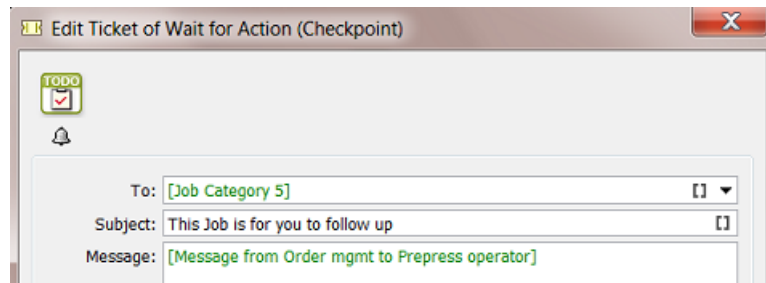 Edit Ticket of Wait for Action (Checkpoint)
TODO
To: [Job Category 5] []
Subject: This Job is for you to follow up []
Message: [Message from Order mgmt to Prepress operator]